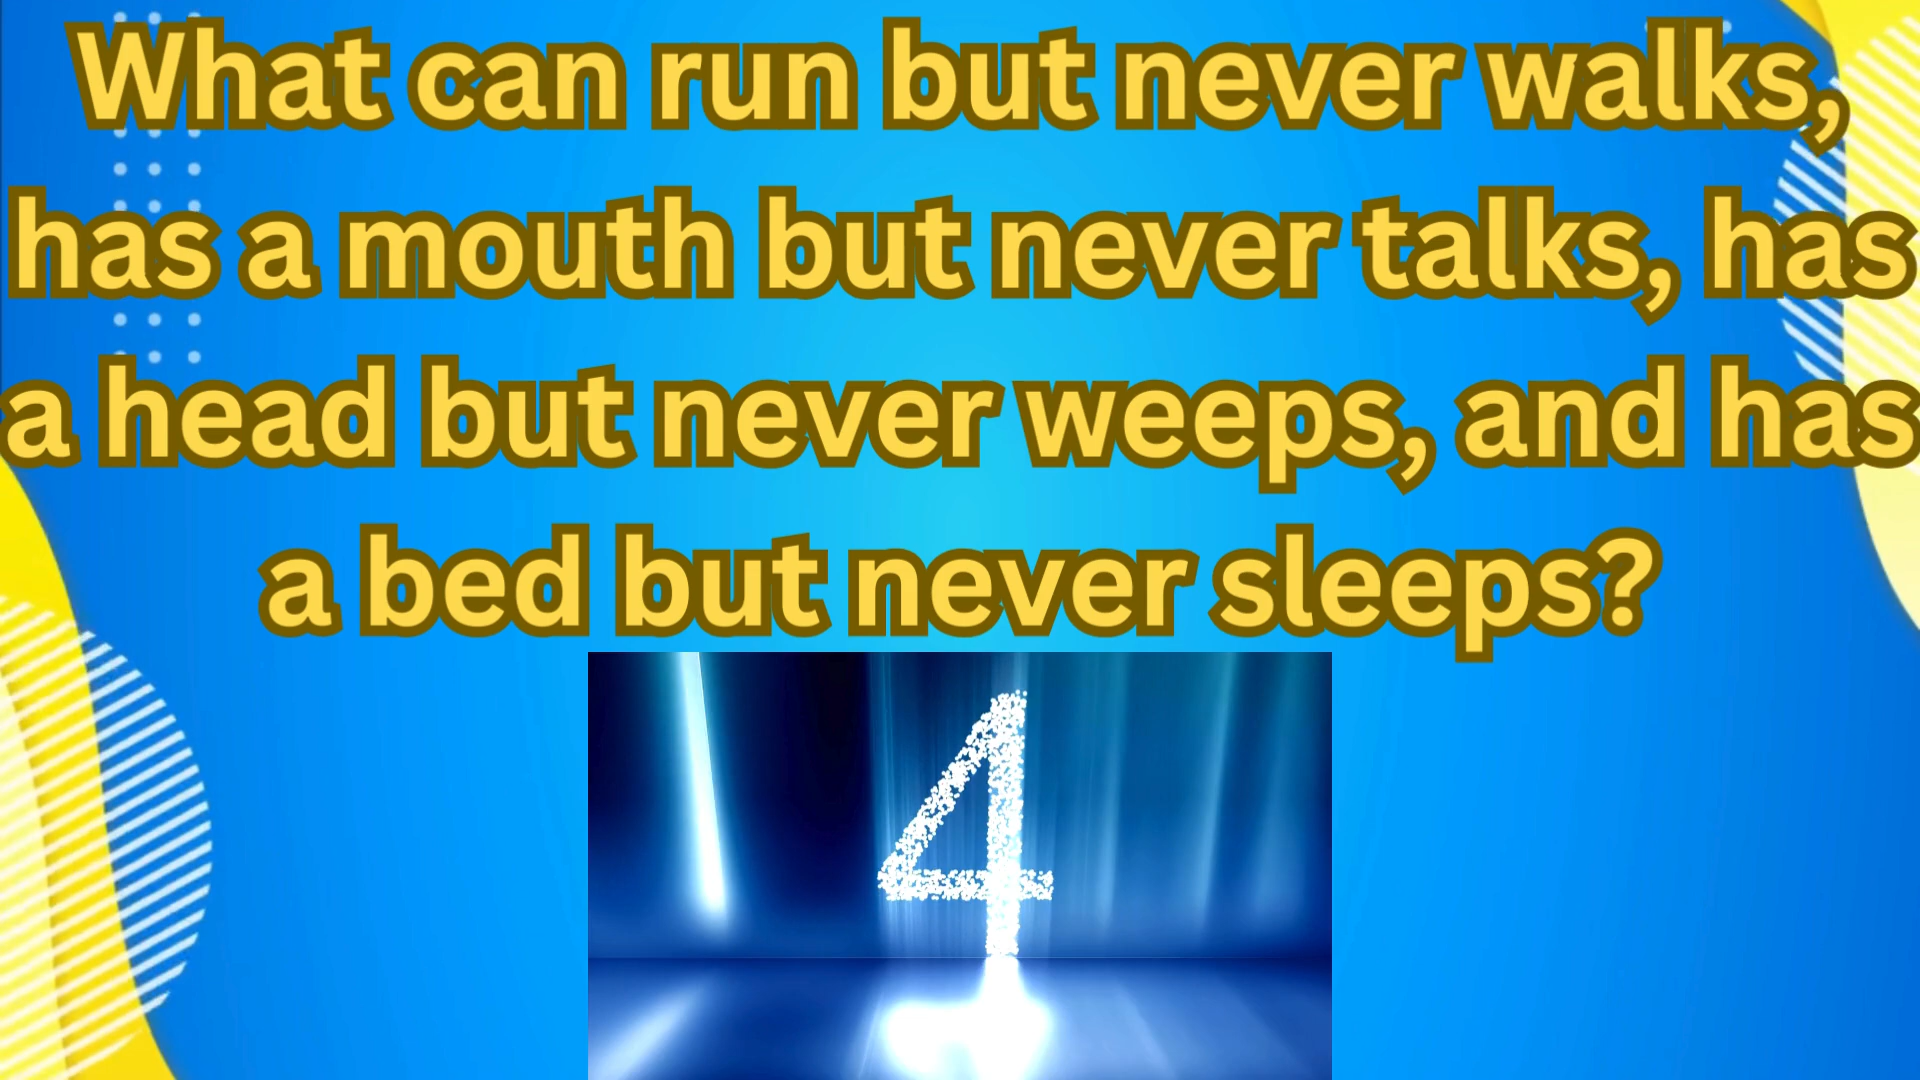 What can run but never walks,
has a mouth but never talks, has
a head but never weeps, and has
a bed but never sleeps?
4